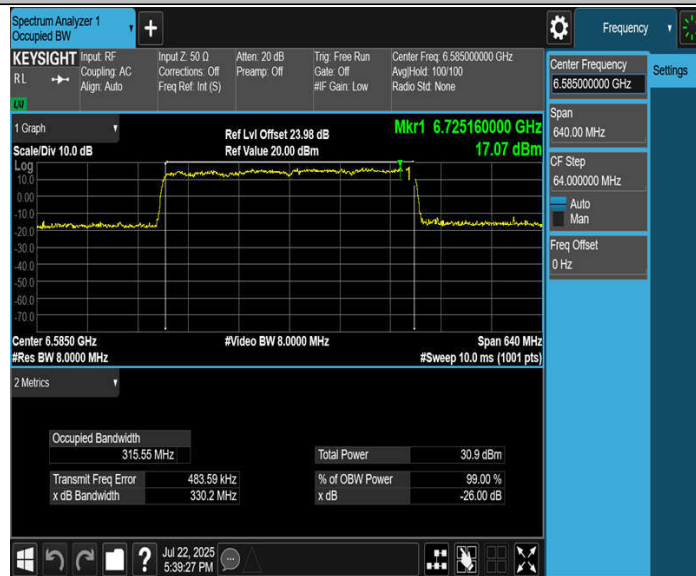 Spectrum Analyzer 1
Occupied BW
+
Frequency
KEYSIGHT
RL
LXI
Input: RF
Coupling: AC
Align: Auto
Input Z: 50 Ω
Corrections: Off
Freq Ref: Int (S)
Atten: 20 dB
Preamp: Off
Trig: Free Run
Gate: Off
#IF Gain: Low
Center Freq: 6.585000000 GHz
Avg|Hold: 100/100
Radio Std: None
Center Frequency
6.585000000 GHz
Settings
Span
640.00 MHz
CF Step
64.000000 MHz
Auto
Man
Freq Offset
0 Hz
1 Graph
Scale/Div 10.0 dB
Ref Lvl Offset 23.98 dB
Ref Value 20.00 dBm
Mkr1 6.725160000 GHz
17.07 dBm
Log
10.0
0.00
-10.0
-20.0
-30.0
-40.0
-50.0
-60.0
-70.0
1
Center 6.5850 GHz
#Res BW 8.0000 MHz
#Video BW 8.0000 MHz
Span 640 MHz
#Sweep 10.0 ms (1001 pts)
2 Metrics
Occupied Bandwidth
315.55 MHz
Total Power 30.9 dBm
Transmit Freq Error 483.59 kHz
% of OBW Power 99.00 %
x dB Bandwidth 330.2 MHz
x dB -26.00 dB
?
Jul 22, 2025
5:39:27 PM